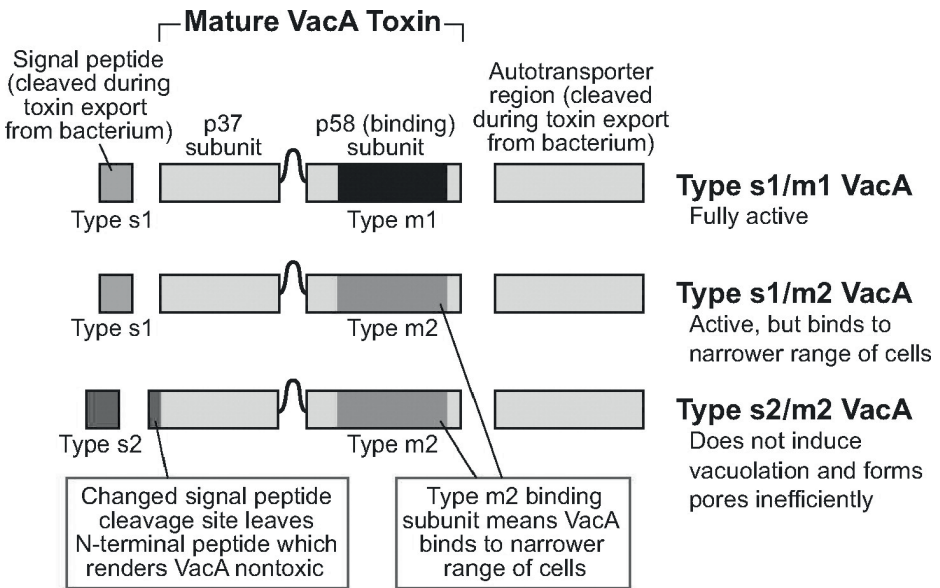 Mature VacA Toxin
Signal peptide
(cleaved during
toxin export
from bacterium)
p37
subunit
p58 (binding)
subunit
Autotransporter
region (cleaved
during toxin export
from bacterium)
Type s1
Type m1
Type s1/m1 VacA
Fully active
Type s1
Type m2
Type s1/m2 VacA
Active, but binds to
narrower range of cells
Type s2
Type m2
Type s2/m2 VacA
Does not induce
vacuolation and forms
pores inefficiently
Changed signal peptide
cleavage site leaves
N-terminal peptide which
renders VacA nontoxic
Type m2 binding
subunit means VacA
binds to narrower
range of cells